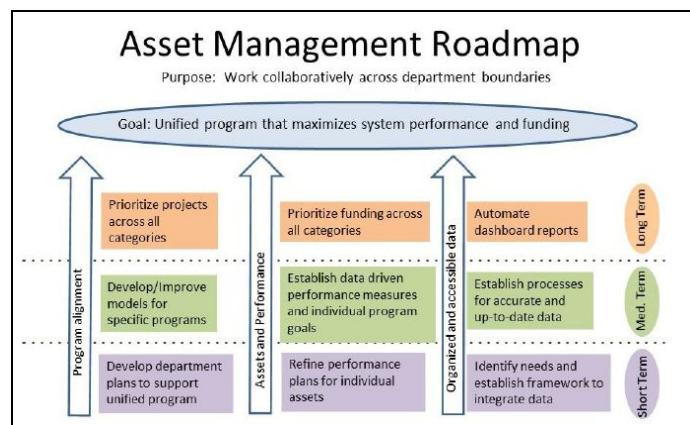 Asset Management Roadmap
Purpose: Work collaboratively across department boundaries
Goal: Unified program that maximizes system performance and funding
Program alignment
Prioritize projects
across all
categories
Assets and Performance
Prioritize funding across
all categories
Organized and accessible data
Automate
dashboard reports
Long Term
Develop/Improve
models for
specific programs
Establish data driven
performance measures
and individual program
goals
Establish processes
for accurate and
up-to-date data
Med. Term
Develop department
plans to support
unified program
Refine performance
plans for individual
assets
Identify needs and
establish framework to
integrate data
Short Term